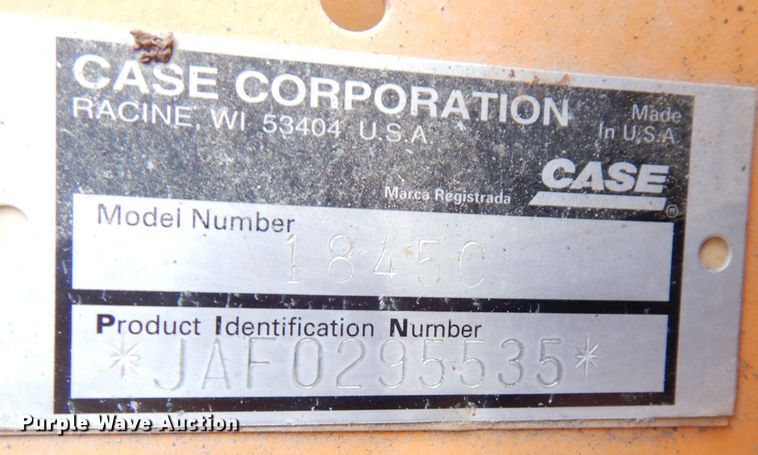 CASE CORPORATION
RACINE, WI 53404 U.S.A.
Made
In U.S.A.
CASE
Marca Registrada
®
Model Number
1845C
Product Identification Number
*JAF0295535*
Purple Wave Auction